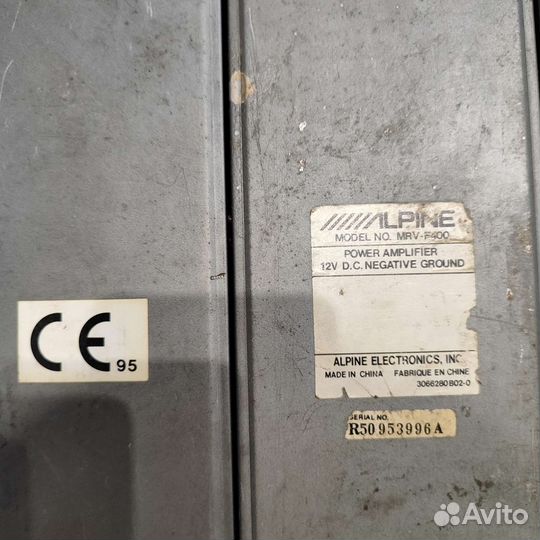 ALPINE
MODEL NO. MRV-F400
POWER AMPLIFIER
12V D.C. NEGATIVE GROUND
ALPINE ELECTRONICS, INC
MADE IN CHINA FABRIQUE EN CHINE
3066280B02-0
SERIAL NO.
R50953996A
CE 95
Avito